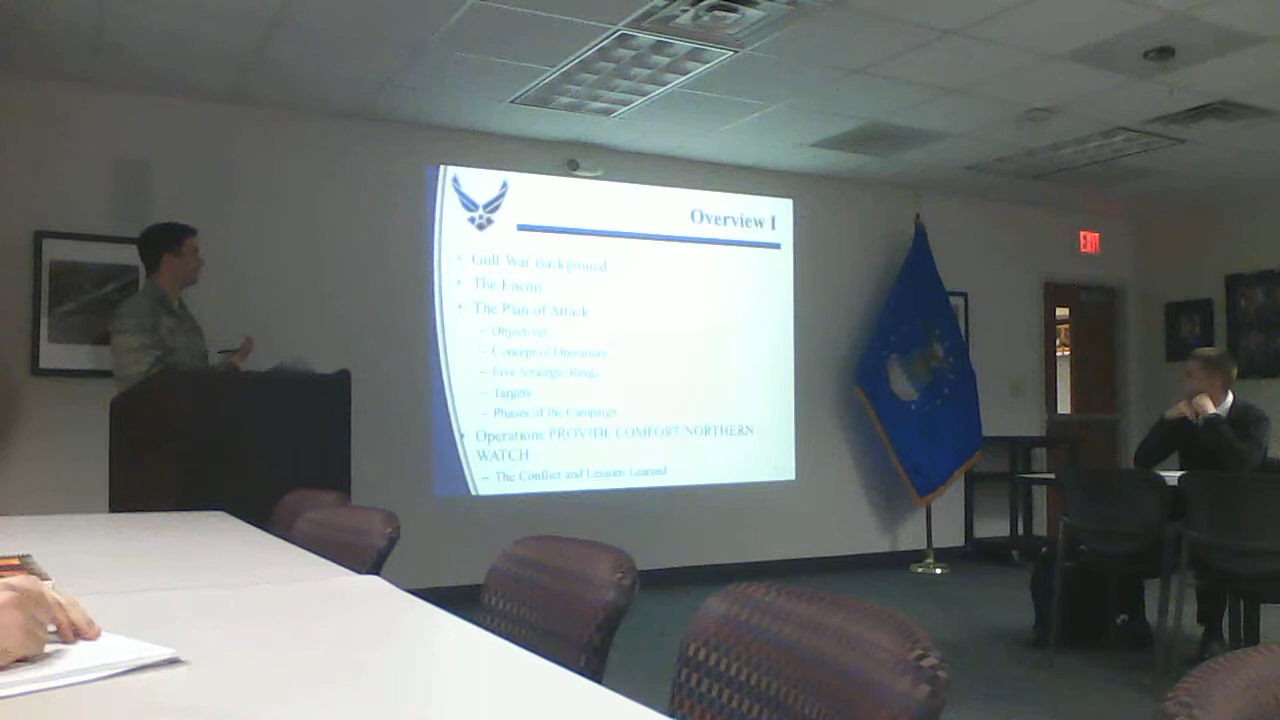 Overview I
• Gulf War Background
• The Enemy
• The Plan of Attack
– Objectives
– Concept of Operations
– Five Strategic Rings
– Targets
– Phases of the Campaign
• Operations PROVIDE COMFORT/NORTHERN
WATCH
– The Conflict and Lessons Learned
EXIT